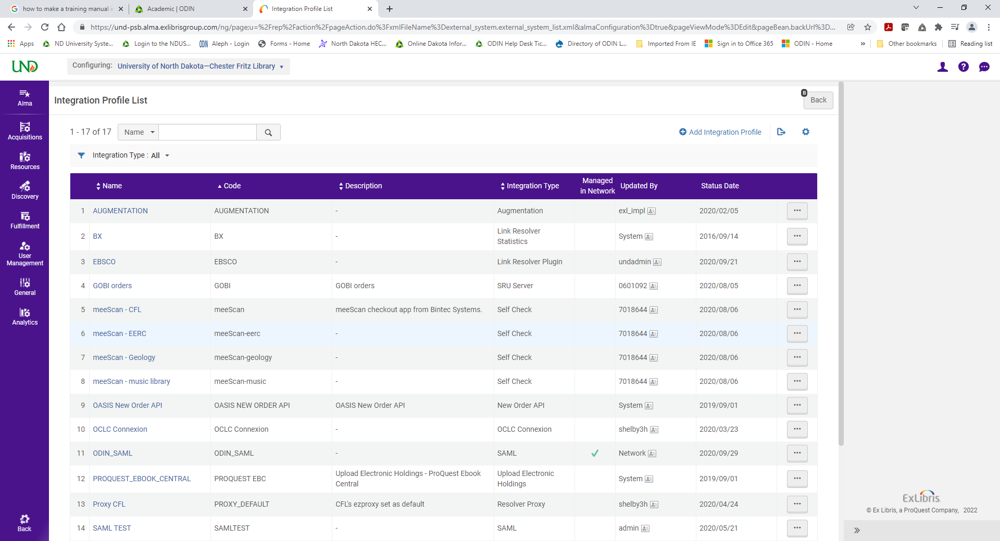 how to make a training manual i
Academic | ODIN
Integration Profile List
https://und-psb.alma.exlibrisgroup.com/ng/page;u=%2Frep%2Faction%2FpageAction.do%3FxmlFileName%3Dexternal_system.external_system_list.xml&almaConfiguration%3Dtrue&pageViewMode%3DEdit&pageBean.backUrl%3D...
Apps
ND University Syste...
Login to the NDUS...
ODIN Aleph - Login
Forms - Home
North Dakota HEC...
Online Dakota Infor...
ODIN Help Desk Tic...
Directory of ODIN L...
Imported From IE
Sign in to Office 365
ODIN - Home
»
Other bookmarks
Reading list
UND
Configuring: University of North Dakota—Chester Fritz Library
Alma
Acquisitions
Resources
Discovery
Fulfillment
User
Management
General
Analytics
Back
Integration Profile List
B
Back
1 - 17 of 17
Name
Add Integration Profile
Integration Type : All
Name Code Description Integration Type Managed in Network Updated By Status Date
1 AUGMENTATION AUGMENTATION - Augmentation exl_impl 2020/02/05
2 BX BX - Link Resolver Statistics System 2016/09/14
3 EBSCO EBSCO - Link Resolver Plugin undadmin 2020/09/21
4 GOBI orders GOBI GOBI orders SRU Server 0601092 2020/08/05
5 meeScan - CFL meeScan meeScan checkout app from Bintec Systems. Self Check 7018644 2020/08/06
6 meeScan - EERC meeScan-eerc - Self Check 7018644 2020/08/06
7 meeScan - Geology meeScan-geology - Self Check 7018644 2020/08/06
8 meeScan - music library meeScan-music - Self Check 7018644 2020/08/06
9 OASIS New Order API OASIS NEW ORDER API OASIS New Order API New Order API System 2019/09/01
10 OCLC Connexion OCLC Connexion - OCLC Connexion shelby3h 2020/03/23
11 ODIN_SAML ODIN_SAML - SAML Network 2020/09/29
12 PROQUEST_EBOOK_CENTRAL PROQUEST EBC Upload Electronic Holdings - ProQuest Ebook Central Upload Electronic Holdings System 2019/09/01
13 Proxy CFL PROXY_DEFAULT CFL's ezproxy set as default Resolver Proxy shelby3h 2020/04/24
14 SAML TEST SAMLTEST - SAML admin 2020/05/21
ExLibris
© Ex Libris, a ProQuest Company, 2022